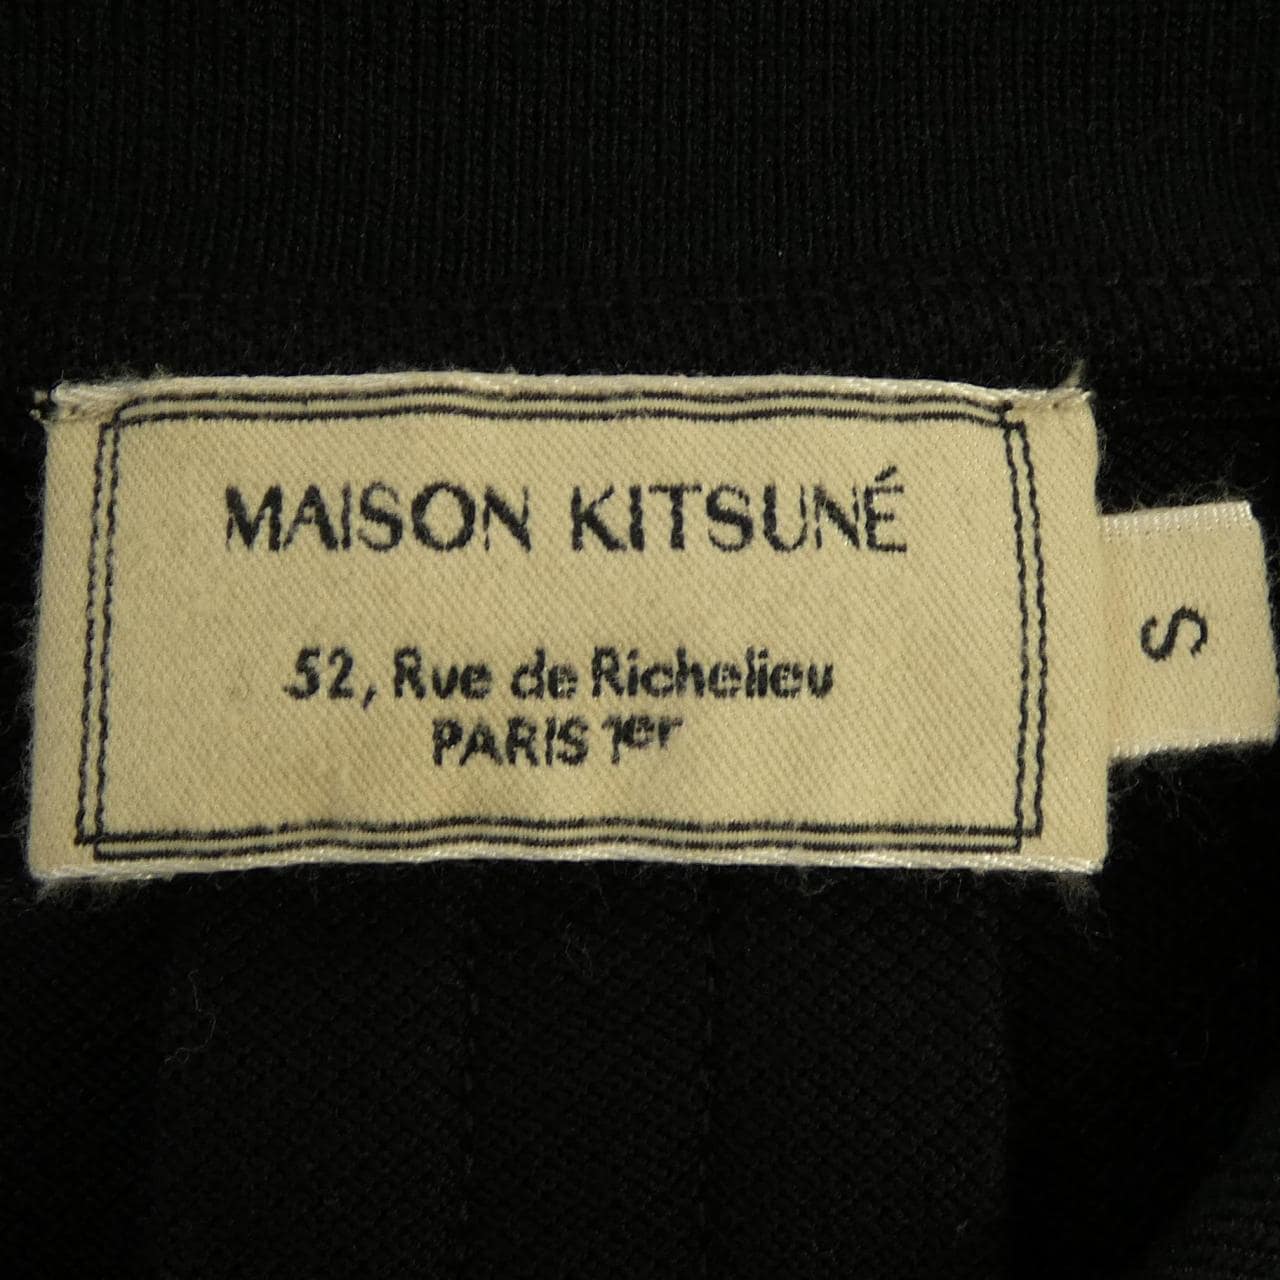 MAISON KITSUNÉ
52, Rue de Richelieu
PARIS 1er
S